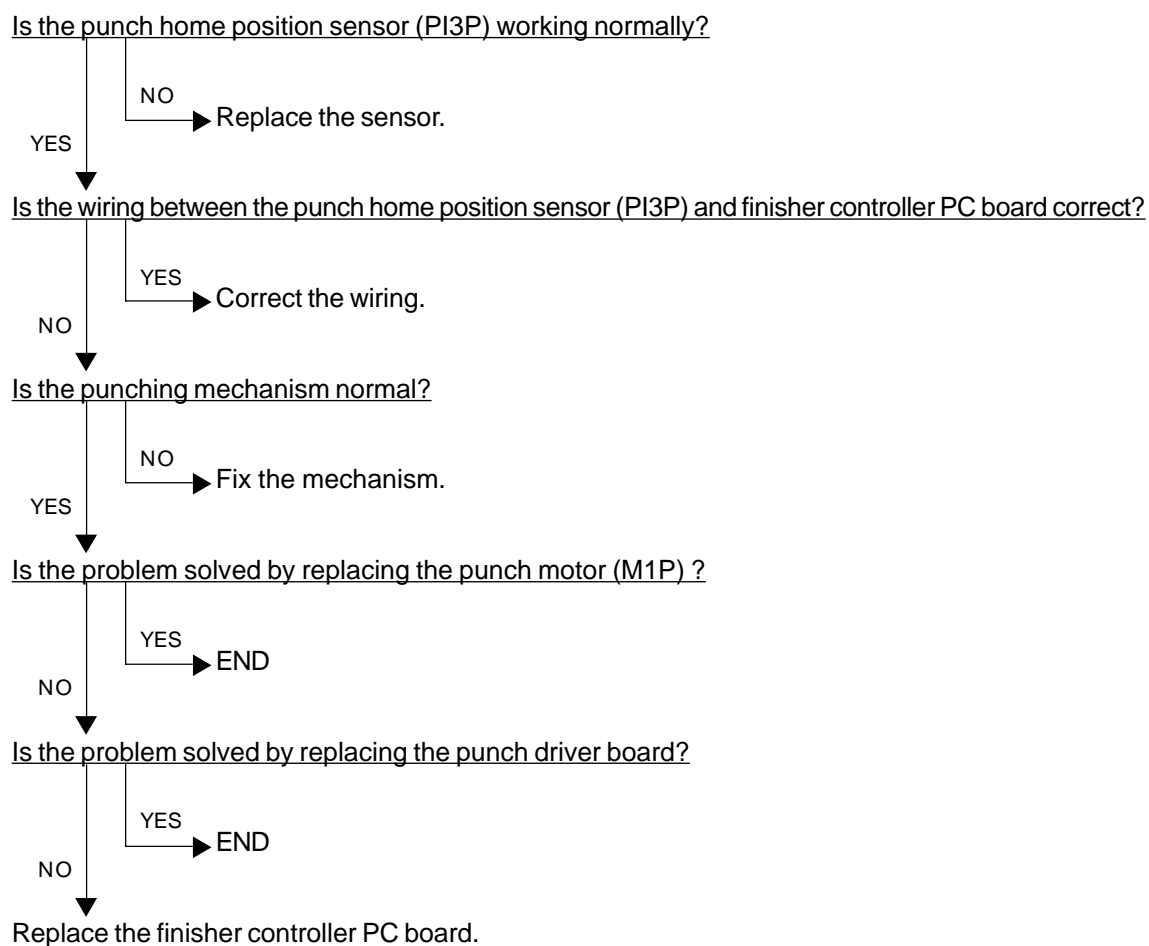 Is the punch home position sensor (PI3P) working normally?
NO
Replace the sensor.
YES
Is the wiring between the punch home position sensor (PI3P) and finisher controller PC board correct?
YES
Correct the wiring.
NO
Is the punching mechanism normal?
NO
Fix the mechanism.
YES
Is the problem solved by replacing the punch motor (M1P) ?
YES
END
NO
Is the problem solved by replacing the punch driver board?
YES
END
NO
Replace the finisher controller PC board.